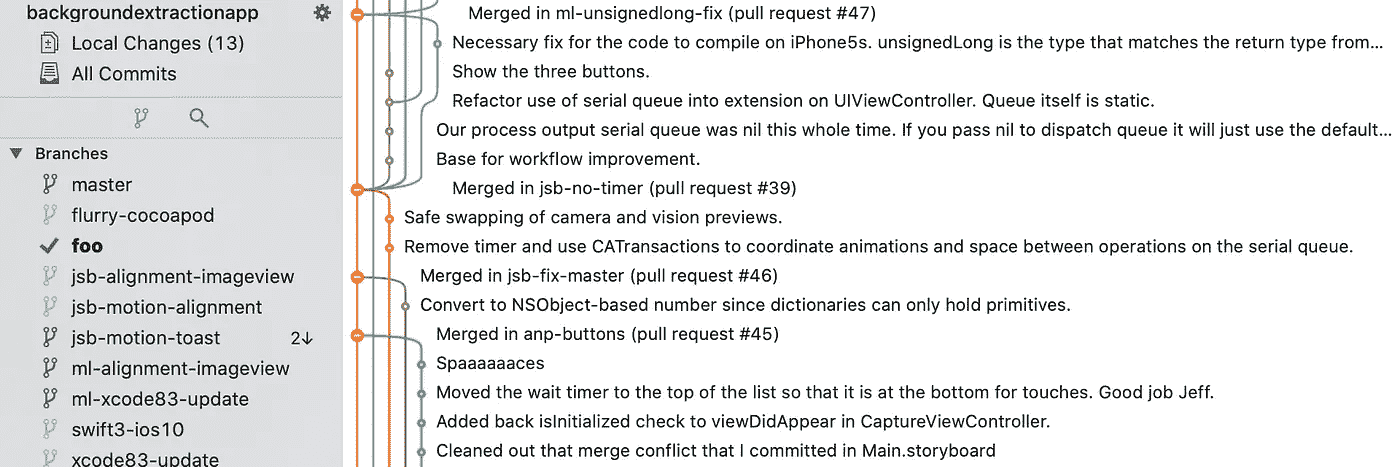 backgroundextractionapp
Local Changes (13)
All Commits
Branches
master
flurry-cocoapod
foo
jsb-alignment-imageview
jsb-motion-alignment
jsb-motion-toast 2↓
ml-alignment-imageview
ml-xcode83-update
swift3-ios10
xcode83-update
Merged in ml-unsignedlong-fix (pull request #47)
Necessary fix for the code to compile on iPhone5s. unsignedLong is the type that matches the return type from...
Show the three buttons.
Refactor use of serial queue into extension on UIViewController. Queue itself is static.
Our process output serial queue was nil this whole time. If you pass nil to dispatch queue it will just use the default...
Base for workflow improvement.
Merged in jsb-no-timer (pull request #39)
Safe swapping of camera and vision previews.
Remove timer and use CATransactions to coordinate animations and space between operations on the serial queue.
Merged in jsb-fix-master (pull request #46)
Convert to NSObject-based number since dictionaries can only hold primitives.
Merged in anp-buttons (pull request #45)
Spaaaaaaces
Moved the wait timer to the top of the list so that it is at the bottom for touches. Good job Jeff.
Added back isInitialized check to viewDidAppear in CaptureViewController.
Cleaned out that merge conflict that I committed in Main.storyboard